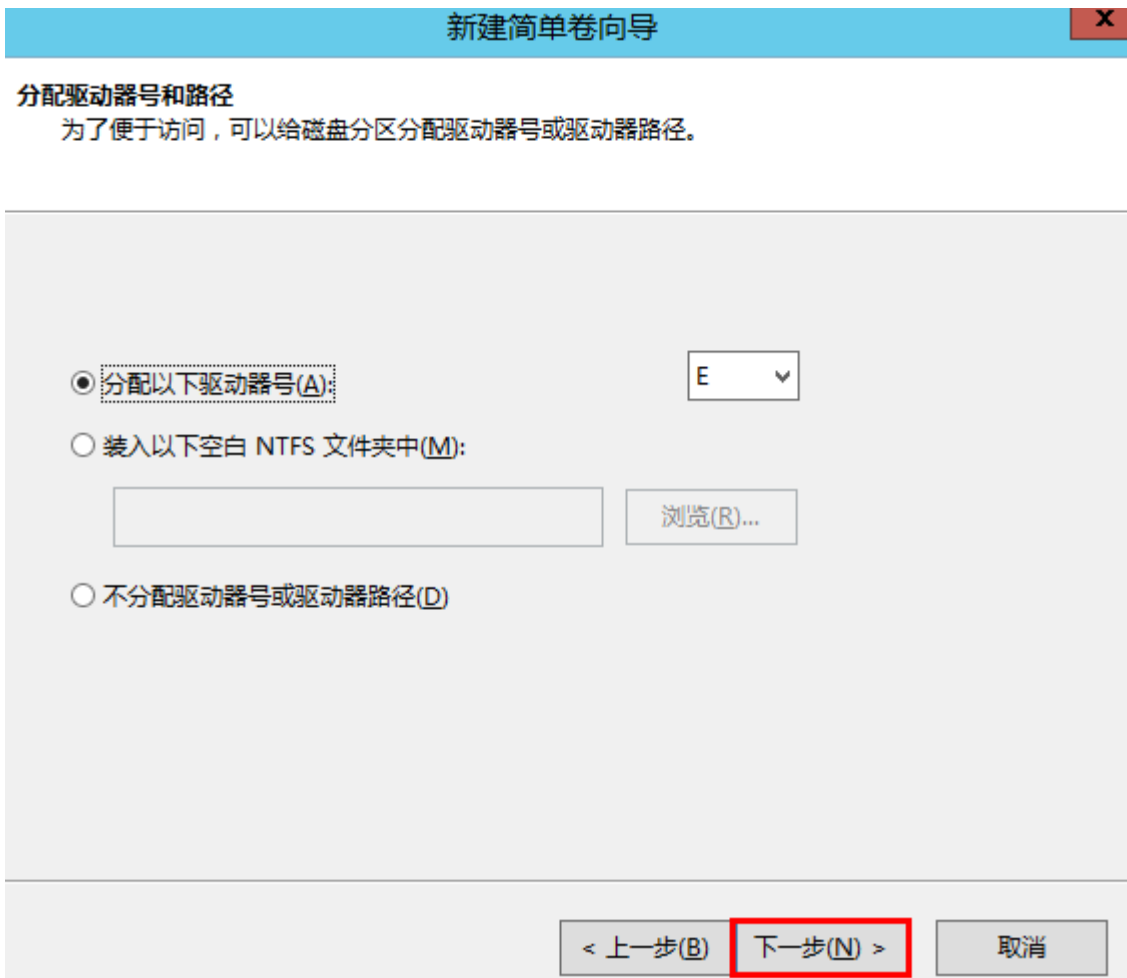 新建简单卷向导
x
分配驱动器号和路径
为了便于访问，可以给磁盘分区分配驱动器号或驱动器路径。
分配以下驱动器号(A): E
装入以下空白 NTFS 文件夹中(M):
浏览(R)...
不分配驱动器号或驱动器路径(D)
< 上一步(B) 下一步(N) > 取消